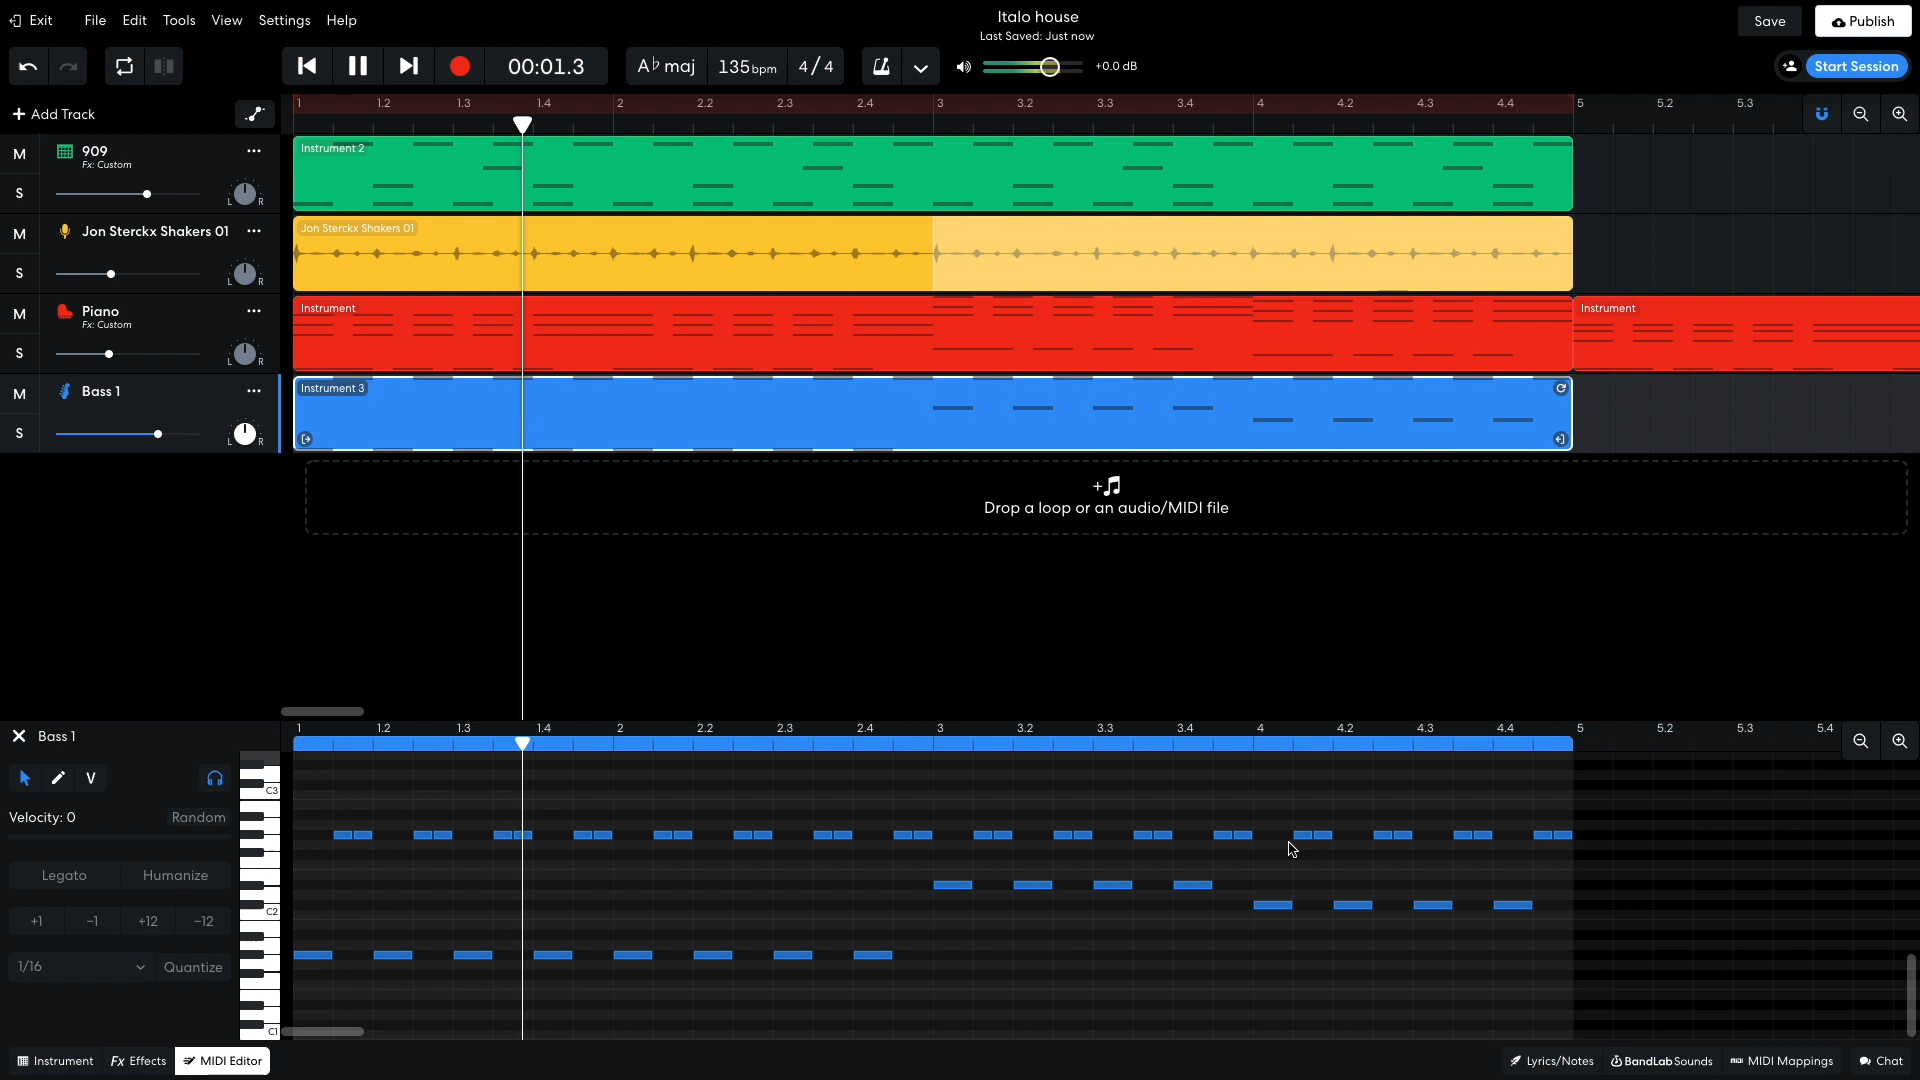 Exit File Edit Tools View Settings Help
Italo house
Last Saved: Just now
Save Publish
00:01.3 A♭ maj 135bpm 4/4 +0.0 dB Start Session
+ Add Track
1 1.2 1.3 1.4 2 2.2 2.3 2.4 3 3.2 3.3 3.4 4 4.2 4.3 4.4 5 5.2 5.3
M 909
Fx: Custom
S L R
Instrument 2
M Jon Sterckx Shakers 01
S L R
Jon Sterckx Shakers 01
M Piano
Fx: Custom
S L R
Instrument Instrument
M Bass 1
S L R
Instrument 3
Drop a loop or an audio/MIDI file
Bass 1
1 1.2 1.3 1.4 2 2.2 2.3 2.4 3 3.2 3.3 3.4 4 4.2 4.3 4.4 5 5.2 5.3 5.4
V
Velocity: 0 Random
Legato Humanize
+1 −1 +12 −12
1/16 Quantize
C3
C2
C1
Instrument Fx Effects MIDI Editor
Lyrics/Notes BandLab Sounds MIDI MIDI Mappings Chat